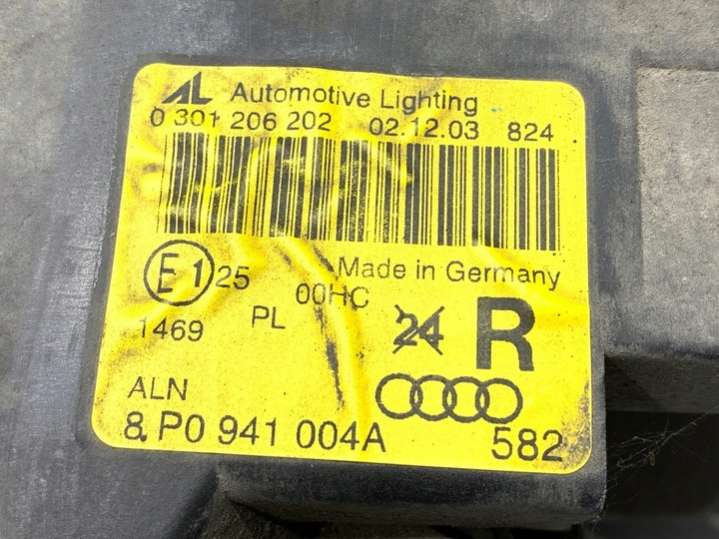 AL Automotive Lighting
0 301 206 202 02.12.03 824
Made in Germany
E1 25
00HC
PL
1469
24 R
ALN
8P0 941 004A 582